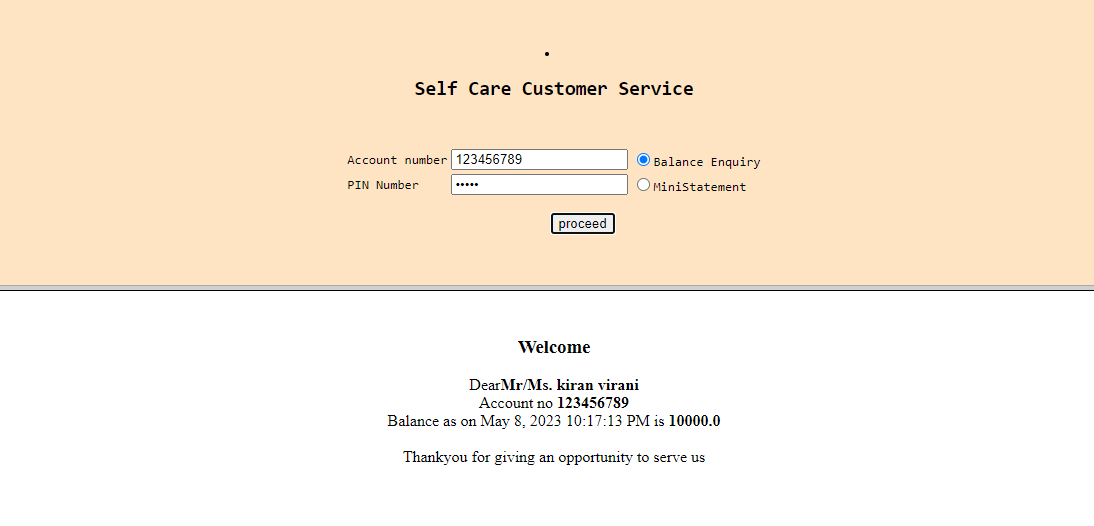 Self Care Customer Service
Account number 123456789 Balance Enquiry
PIN Number ••••• MiniStatement
proceed
Welcome
DearMr/Ms. kiran virani
Account no 123456789
Balance as on May 8, 2023 10:17:13 PM is 10000.0
Thankyou for giving an opportunity to serve us